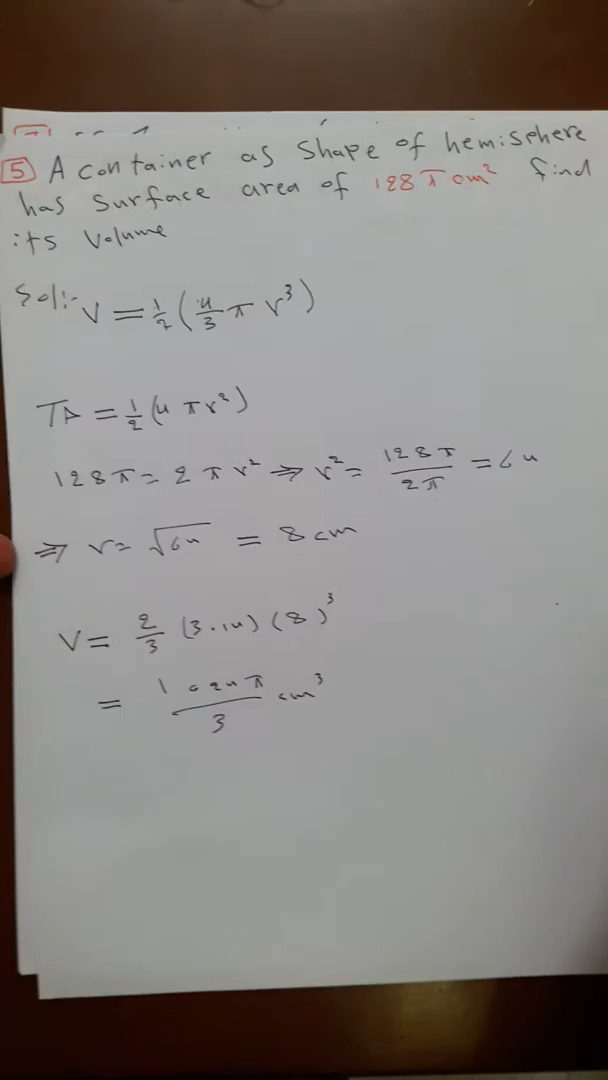 5 A container as shape of hemisphere
has surface area of 128π cm² find
its volume
Sol:- V = 1/2 (4/3 π r³)
TA = 1/2 (4 π r²)
128π = 2 π r² ⇒ r² = 128π/2π = 64
⇒ r = √64 = 8 cm
V = 2/3 (3.14) (8)³
= 1024π/3 cm³